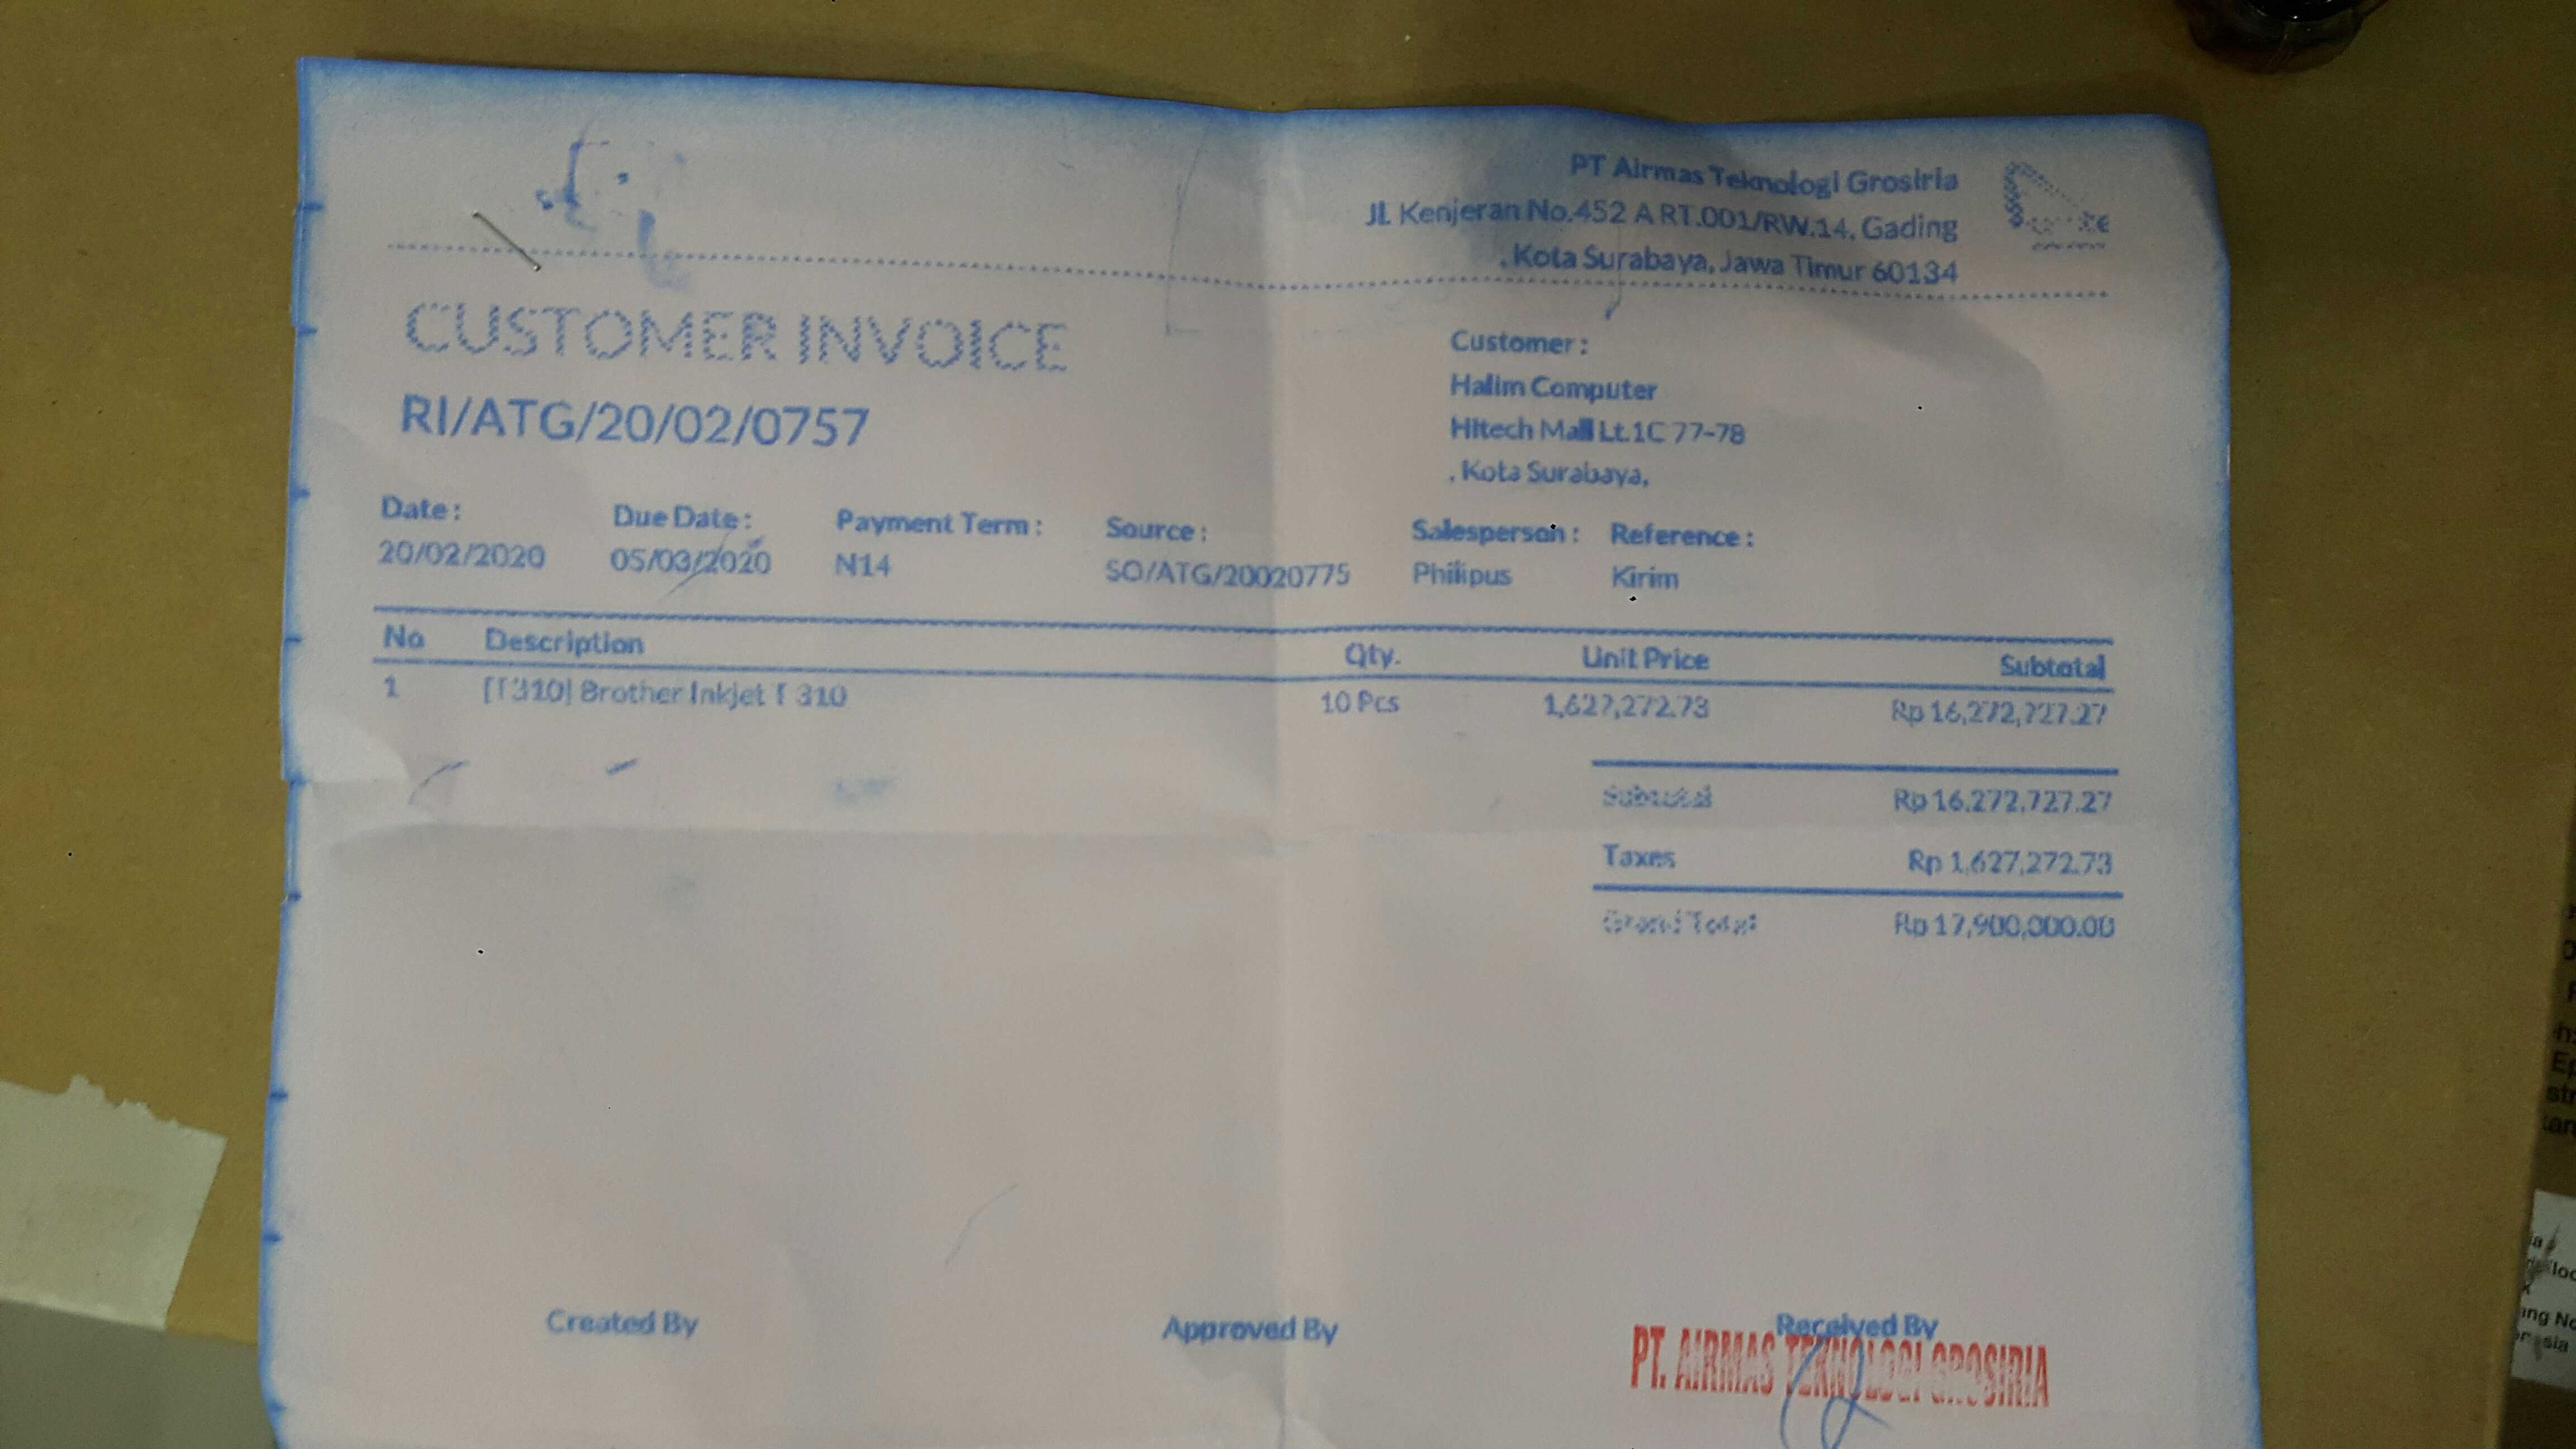 PT Airmas Teknologi Grosiria
Jl. Kenjeran No.452 A RT.001/RW.14, Gading
, Kota Surabaya, Jawa Timur 60134
CUSTOMER INVOICE
RI/ATG/20/02/0757
Customer :
Halim Computer
Hitech Mall Lt.1C 77-78
, Kota Surabaya,
Date : Due Date : Payment Term : Source : Salesperson : Reference :
20/02/2020 05/03/2020 N14 SO/ATG/20020775 Philipus Kirim
No Description Qty. Unit Price Subtotal
1 [T310] Brother Inkjet T 310 10 Pcs 1,627,272.73 Rp 16,272,727.27
Subtotal Rp 16,272,727.27
Taxes Rp 1,627,272.73
Grand Total Rp 17,900,000.00
Created By Approved By Received By
PT. AIRMAS TEKNOLOGI GROSIRIA